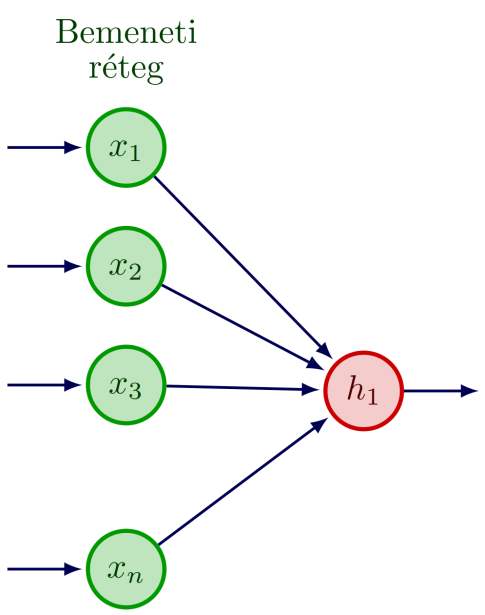 Bemeneti
réteg
x₁
x₂
x₃
h₁
xₙ